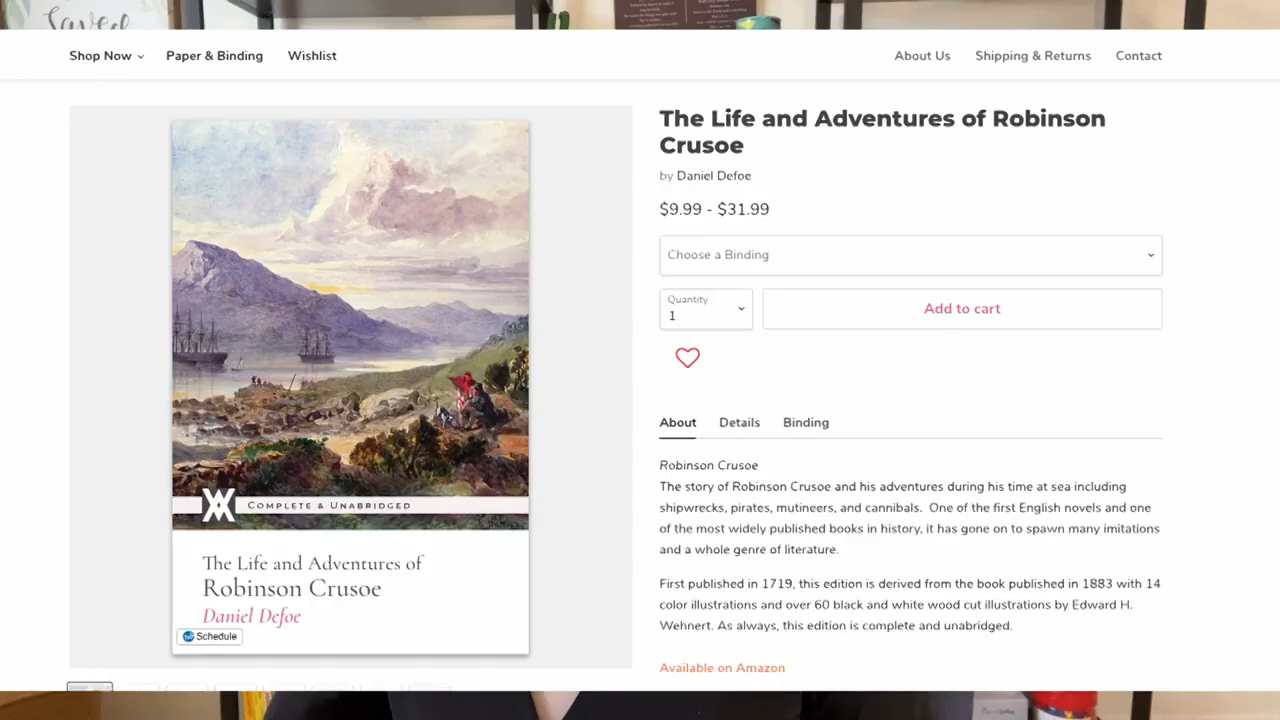 Saved
Shop Now
Paper & Binding
Wishlist
About Us
Shipping & Returns
Contact
COMPLETE & UNABRIDGED
The Life and Adventures of
Robinson Crusoe
Daniel Defoe
Schedule
The Life and Adventures of Robinson
Crusoe
by Daniel Defoe
$9.99 - $31.99
Choose a Binding
Quantity
1
Add to cart
About
Details
Binding
Robinson Crusoe
The story of Robinson Crusoe and his adventures during his time at sea including
shipwrecks, pirates, mutineers, and cannibals. One of the first English novels and one
of the most widely published books in history, it has gone on to spawn many imitations
and a whole genre of literature.
First published in 1719, this edition is derived from the book published in 1883 with 14
color illustrations and over 60 black and white wood cut illustrations by Edward H.
Wehnert. As always, this edition is complete and unabridged.
Available on Amazon